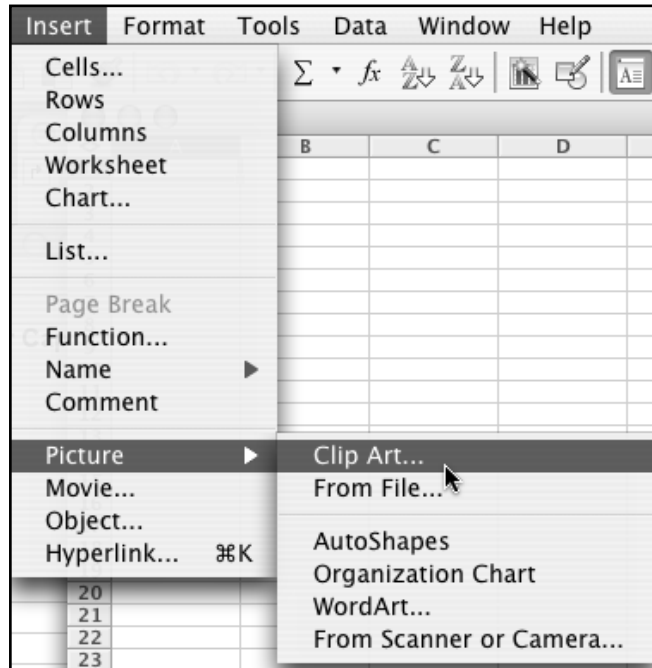 Insert Format Tools Data Window Help
Cells...
Rows
Columns
Worksheet
Chart...
List...
Page Break
Function...
Name
Comment
Picture
Movie...
Object...
Hyperlink... ⌘K
Σ fx A Z Z A A
B C D
Clip Art...
From File...
AutoShapes
Organization Chart
WordArt...
From Scanner or Camera...
20
21
22
23